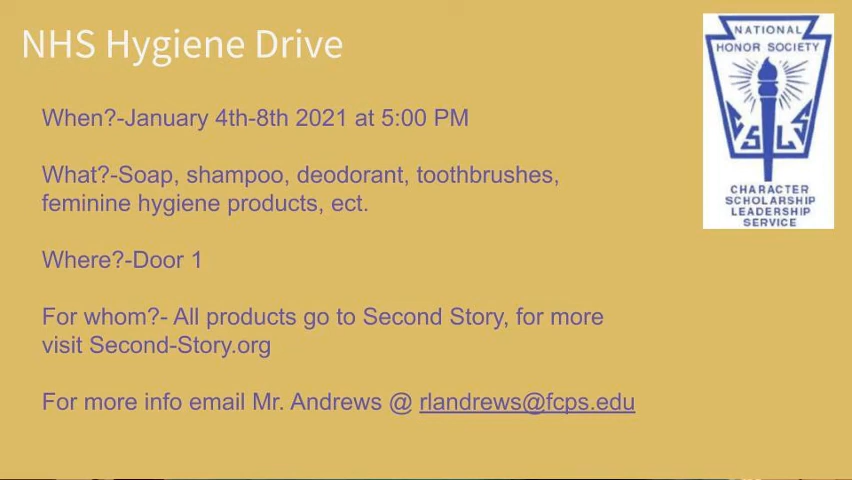 NHS Hygiene Drive
NATIONAL
HONOR SOCIETY
When?-January 4th-8th 2021 at 5:00 PM
What?-Soap, shampoo, deodorant, toothbrushes,
feminine hygiene products, ect.
CSLS
CHARACTER
SCHOLARSHIP
LEADERSHIP
SERVICE
Where?-Door 1
For whom?- All products go to Second Story, for more
visit Second-Story.org
For more info email Mr. Andrews @ rlandrews@fcps.edu